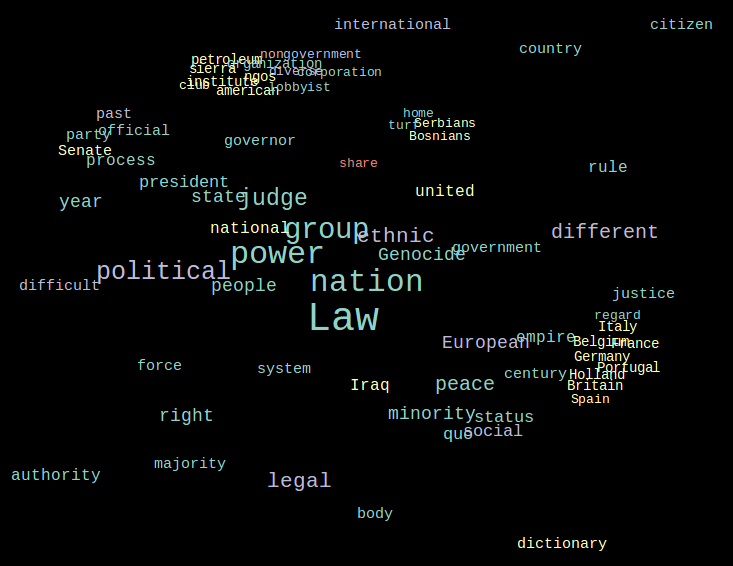 international
citizen
country
nongovernment
petroleum
organization
sierra
diverse
corporation
ngos
institute
club
lobbyist
american
past
home
turf
Serbians
party
official
Bosnians
governor
Senate
process
share
rule
president
united
state
judge
year
national
group
ethnic
different
power
Genocide
government
political
nation
difficult
people
justice
Law
regard
Italy
European
empire
Belgium
France
Germany
force
system
century
Holland
Portugal
Iraq
peace
Britain
Spain
right
minority
status
quo
social
majority
authority
legal
body
dictionary